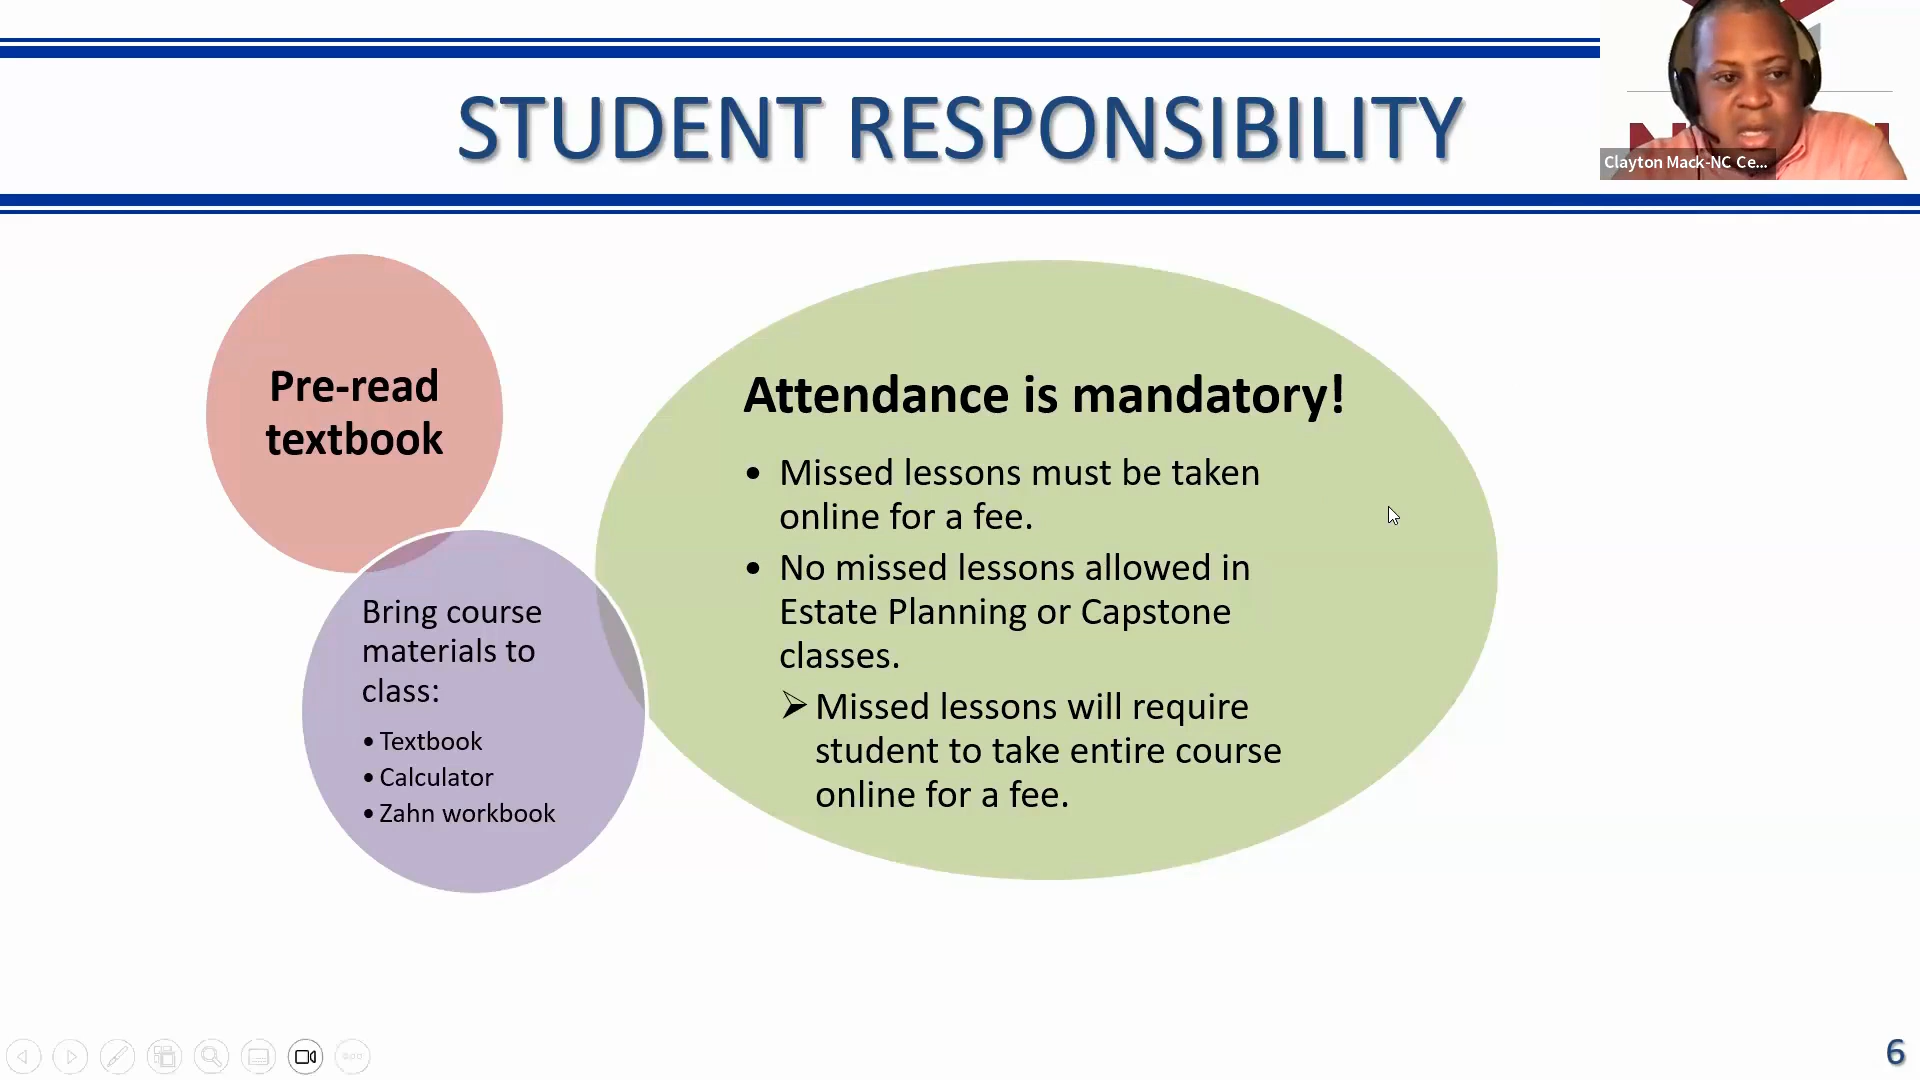 STUDENT RESPONSIBILITY
Clayton Mack-NC Ce...
Pre-read
textbook
Bring course
materials to
class:
• Textbook
• Calculator
• Zahn workbook
Attendance is mandatory!
• Missed lessons must be taken
online for a fee.
• No missed lessons allowed in
Estate Planning or Capstone
classes.
➢ Missed lessons will require
student to take entire course
online for a fee.
6